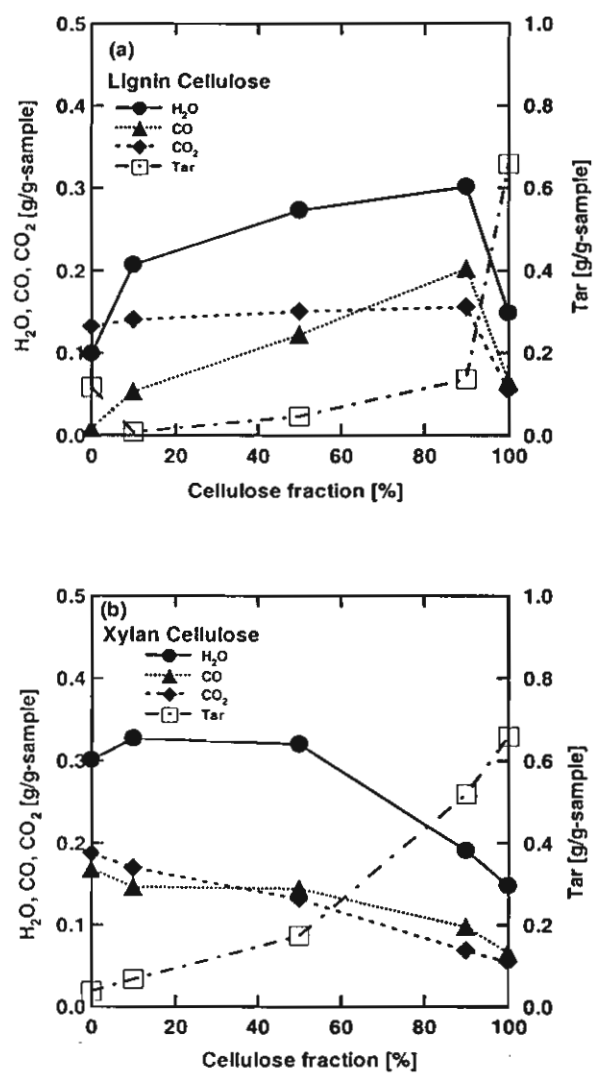 (a)
Lignin Cellulose
H₂O
CO
CO₂
Tar
H₂O, CO, CO₂ [g/g-sample]
0.5
0.4
0.3
0.2
0.1
0.0
Tar [g/g-sample]
1.0
0.8
0.6
0.4
0.2
0.0
0 20 40 60 80 100
Cellulose fraction [%]
(b)
Xylan Cellulose
H₂O
CO
CO₂
Tar
H₂O, CO, CO₂ [g/g-sample]
0.5
0.4
0.3
0.2
0.1
0.0
Tar [g/g-sample]
1.0
0.8
0.6
0.4
0.2
0.0
0 20 40 60 80 100
Cellulose fraction [%]